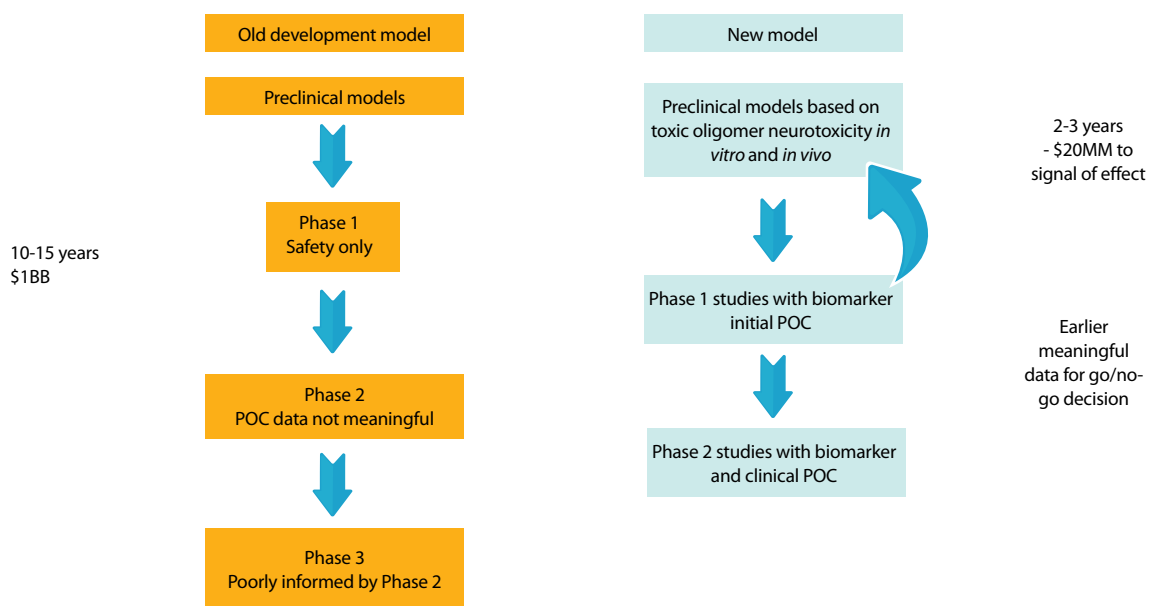 Old development model
Preclinical models
Phase 1
Safety only
10-15 years
$1BB
Phase 2
POC data not meaningful
Phase 3
Poorly informed by Phase 2
New model
Preclinical models based on
toxic oligomer neurotoxicity in
vitro and in vivo
2-3 years
- $20MM to
signal of effect
Phase 1 studies with biomarker
initial POC
Earlier
meaningful
data for go/no-
go decision
Phase 2 studies with biomarker
and clinical POC